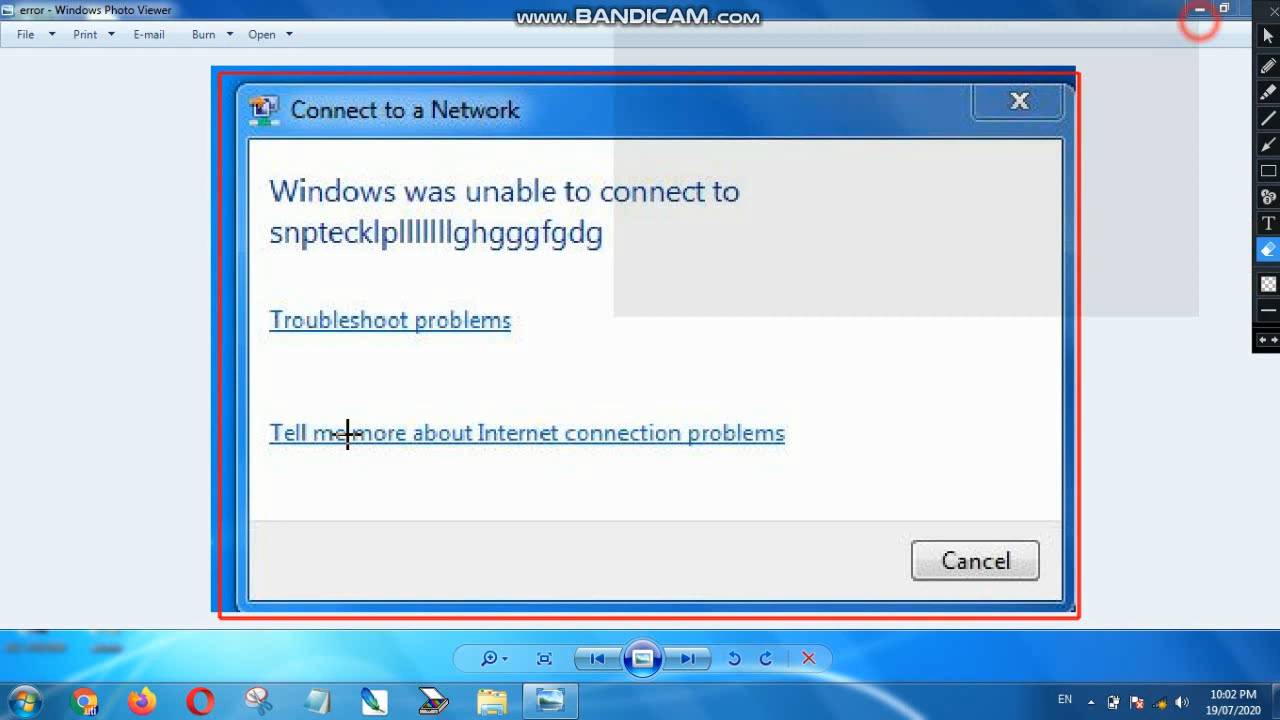 error - Windows Photo Viewer
www.BANDICAM.com
File Print E-mail Burn Open
Connect to a Network
Windows was unable to connect to
snptecklplllllllghgggfgdg
Troubleshoot problems
Tell me more about Internet connection problems
Cancel
EN
10:02 PM
19/07/2020